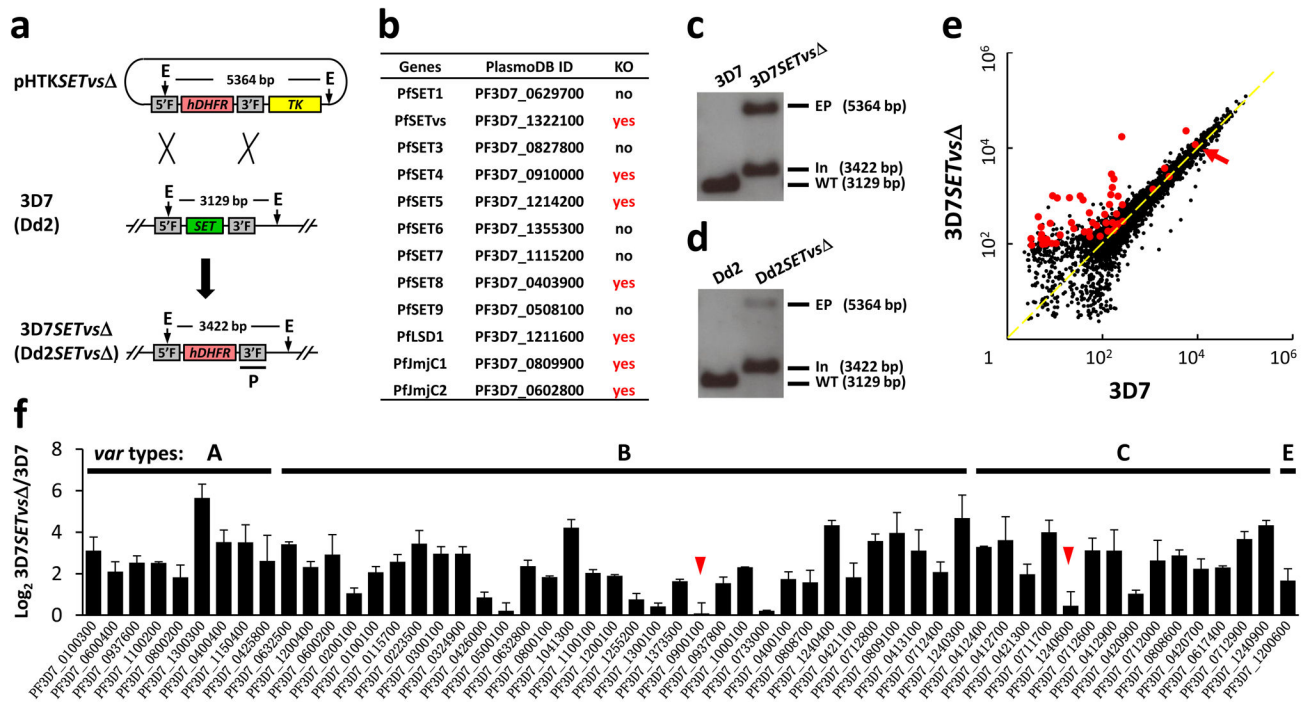 a
pHTKSETvsΔ
E
5364 bp
E
5'F
hDHFR
3'F
TK
3D7
(Dd2)
E
3129 bp
E
5'F
SET
3'F
3D7SETvsΔ
(Dd2SETvsΔ)
E
3422 bp
E
5'F
hDHFR
3'F
P
b
Genes PlasmoDB ID KO
PfSET1 PF3D7_0629700 no
PfSETvs PF3D7_1322100 yes
PfSET3 PF3D7_0827800 no
PfSET4 PF3D7_0910000 yes
PfSET5 PF3D7_1214200 yes
PfSET6 PF3D7_1355300 no
PfSET7 PF3D7_1115200 no
PfSET8 PF3D7_0403900 yes
PfSET9 PF3D7_0508100 no
PfLSD1 PF3D7_1211600 yes
PfJmjC1 PF3D7_0809900 yes
PfJmjC2 PF3D7_0602800 yes
c
3D7
3D7SETvsΔ
EP (5364 bp)
In (3422 bp)
WT (3129 bp)
d
Dd2
Dd2SETvsΔ
EP (5364 bp)
In (3422 bp)
WT (3129 bp)
e
3D7SETvsΔ
10⁶
10⁴
10²
1
10²
10⁴
10⁶
3D7
f
Log₂ 3D7SETvsΔ/3D7
8
6
4
2
0
var types:
A
B
C
E
PF3D7_0100300
PF3D7_0600400
PF3D7_0937600
PF3D7_1100200
PF3D7_0800200
PF3D7_1300300
PF3D7_0400400
PF3D7_1150400
PF3D7_0425800
PF3D7_0632500
PF3D7_1200400
PF3D7_0600200
PF3D7_0200100
PF3D7_0100100
PF3D7_0115700
PF3D7_0223500
PF3D7_0300100
PF3D7_0324900
PF3D7_0426000
PF3D7_0500100
PF3D7_0632800
PF3D7_0800100
PF3D7_1041300
PF3D7_1100100
PF3D7_1200100
PF3D7_1255200
PF3D7_1300100
PF3D7_1373500
PF3D7_0900100
PF3D7_0937800
PF3D7_1000100
PF3D7_0733000
PF3D7_0400100
PF3D7_0808700
PF3D7_1240400
PF3D7_0421100
PF3D7_0712800
PF3D7_0809100
PF3D7_0413100
PF3D7_0712400
PF3D7_1240300
PF3D7_0412400
PF3D7_0412700
PF3D7_0421300
PF3D7_0711700
PF3D7_1240600
PF3D7_0712600
PF3D7_0412900
PF3D7_0420900
PF3D7_0712000
PF3D7_0808600
PF3D7_0420700
PF3D7_0617400
PF3D7_0712900
PF3D7_1240900
PF3D7_1200600